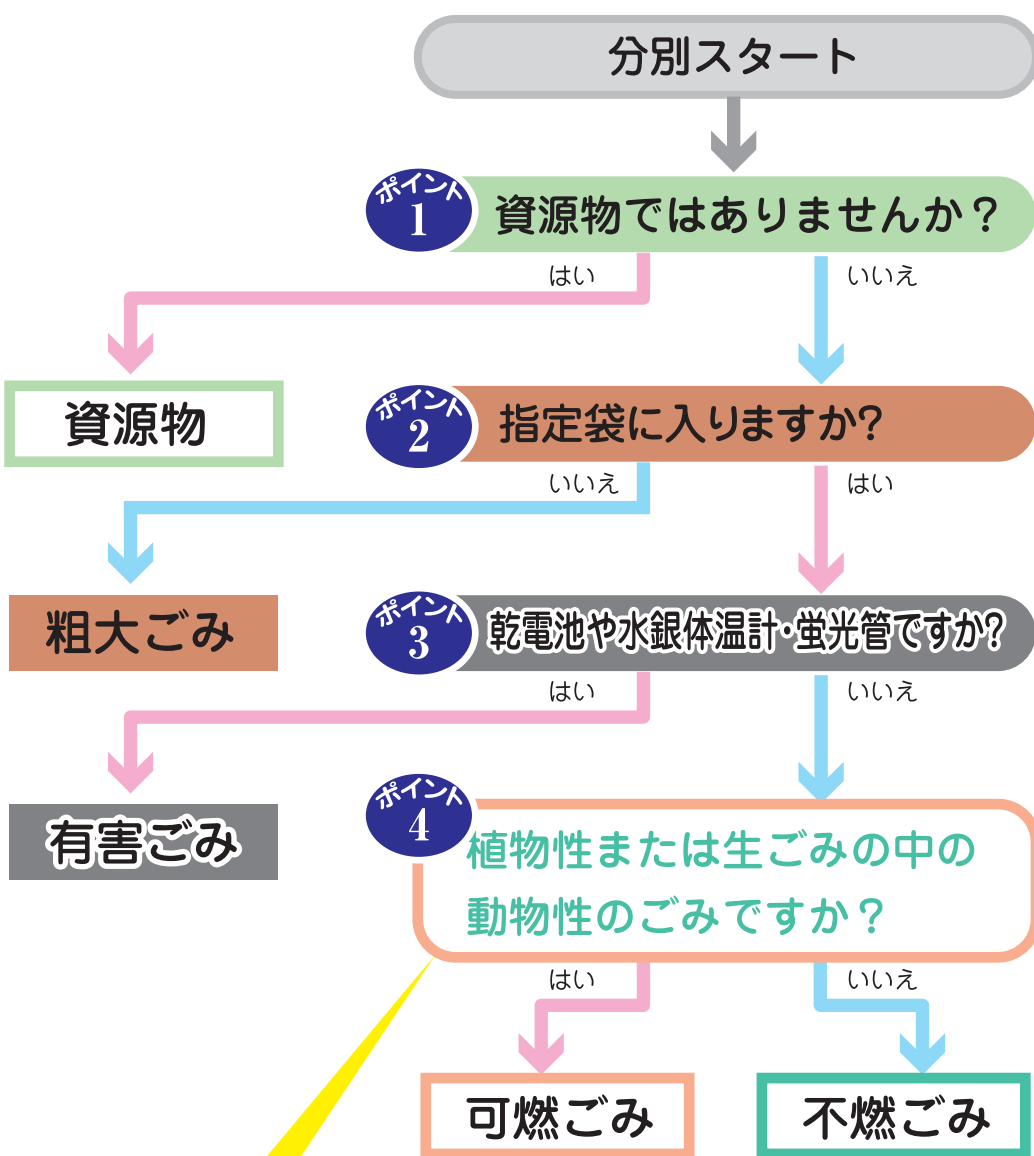 分別スタート
ポイント
1
資源物ではありませんか？
はい
いいえ
資源物
ポイント
2
指定袋に入りますか?
いいえ
はい
粗大ごみ
ポイント
3
乾電池や水銀体温計・蛍光管ですか?
はい
いいえ
有害ごみ
ポイント
4
植物性または生ごみの中の
動物性のごみですか？
はい
いいえ
可燃ごみ
不燃ごみ